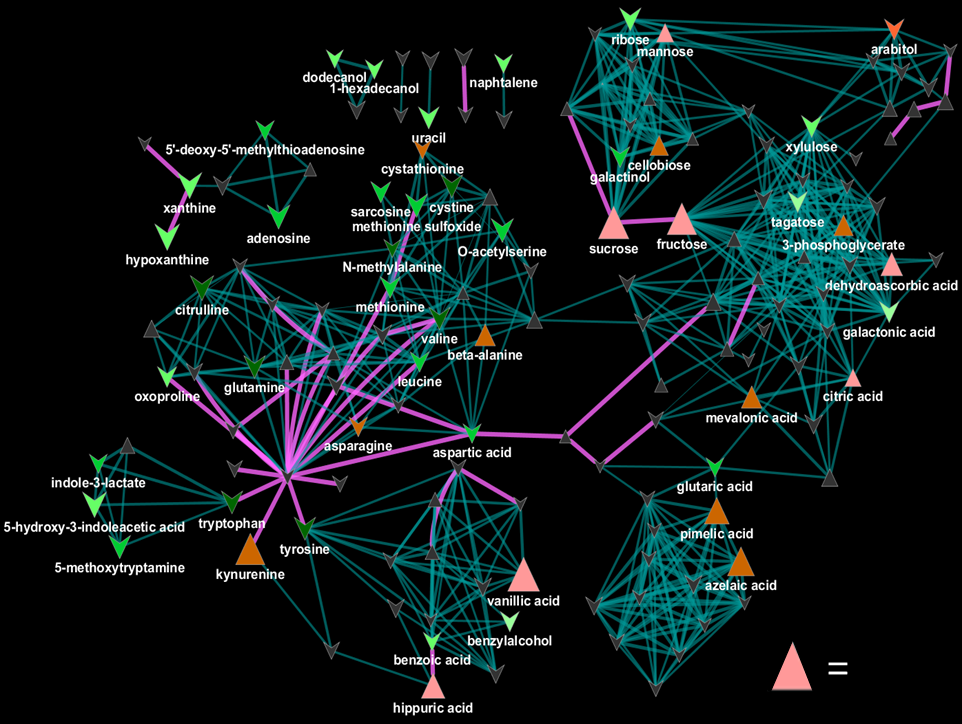 ribose
mannose
arabitol
dodecanol
1-hexadecanol
naphtalene
uracil
5'-deoxy-5'-methylthioadenosine
cystathionine
xylulose
cellobiose
galactinol
xanthine
sarcosine
cystine
methionine sulfoxide
tagatose
adenosine
hypoxanthine
O-acetylserine
sucrose
fructose
3-phosphoglycerate
N-methylalanine
dehydroascorbic acid
citrulline
methionine
galactonic acid
valine
beta-alanine
glutamine
leucine
oxoproline
citric acid
mevalonic acid
asparagine
aspartic acid
indole-3-lactate
glutaric acid
5-hydroxy-3-indoleacetic acid
tryptophan
tyrosine
pimelic acid
5-methoxytryptamine
kynurenine
azelaic acid
vanillic acid
benzylalcohol
benzoic acid
=
hippuric acid